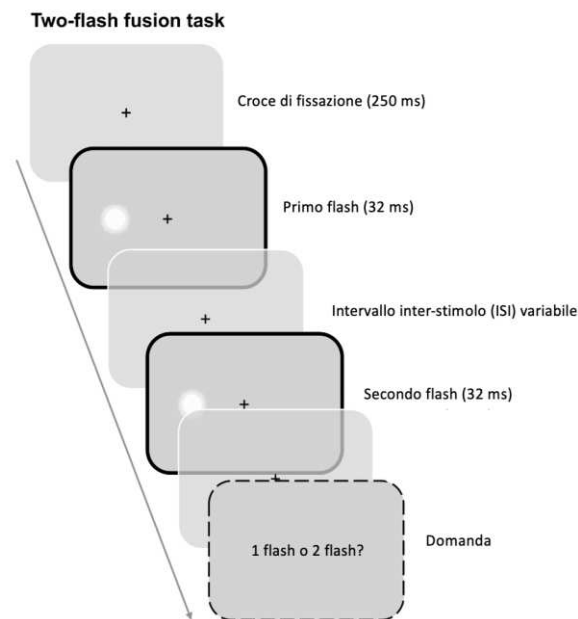 Two-flash fusion task
Croce di fissazione (250 ms)
Primo flash (32 ms)
Intervallo inter-stimolo (ISI) variabile
Secondo flash (32 ms)
Domanda
1 flash o 2 flash?